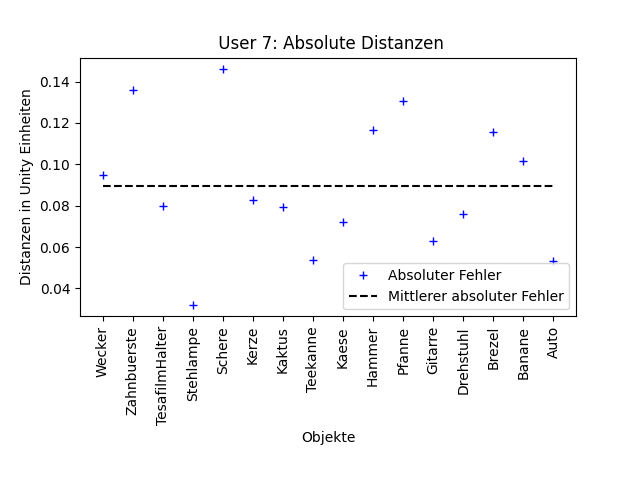 User 7: Absolute Distanzen
Distanzen in Unity Einheiten
0.14
0.12
0.10
0.08
0.06
0.04
Absoluter Fehler
Mittlerer absoluter Fehler
Wecker
Zahnbuerste
TesafilmHalter
Stehlampe
Schere
Kerze
Kaktus
Teekanne
Kaese
Hammer
Pfanne
Gitarre
Drehstuhl
Brezel
Banane
Auto
Objekte